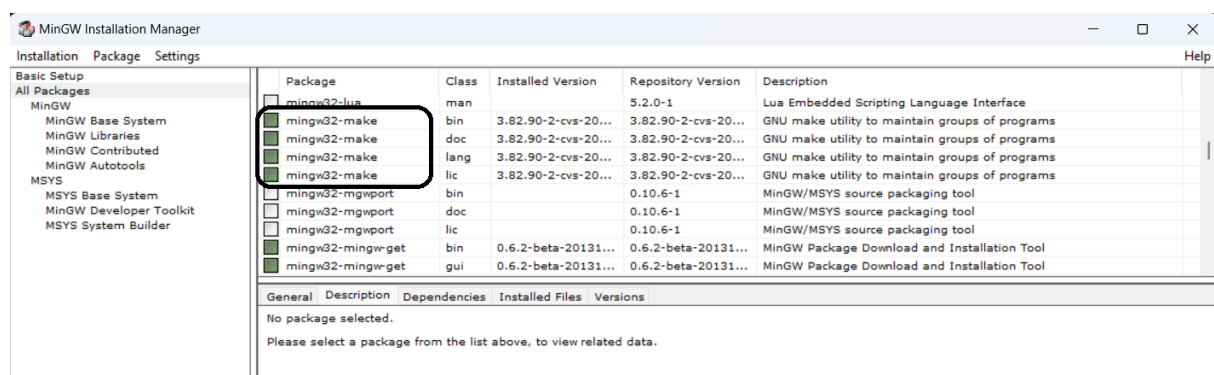 MinGW Installation Manager
Installation Package Settings Help
Basic Setup
All Packages
MinGW
MinGW Base System
MinGW Libraries
MinGW Contributed
MinGW Autotools
MSYS
MSYS Base System
MinGW Developer Toolkit
MSYS System Builder
Package Class Installed Version Repository Version Description
mingw32-lua man 5.2.0-1 Lua Embedded Scripting Language Interface
mingw32-make bin 3.82.90-2-cvs-20... 3.82.90-2-cvs-20... GNU make utility to maintain groups of programs
mingw32-make doc 3.82.90-2-cvs-20... 3.82.90-2-cvs-20... GNU make utility to maintain groups of programs
mingw32-make lang 3.82.90-2-cvs-20... 3.82.90-2-cvs-20... GNU make utility to maintain groups of programs
mingw32-make lic 3.82.90-2-cvs-20... 3.82.90-2-cvs-20... GNU make utility to maintain groups of programs
mingw32-mgwport bin 0.10.6-1 MinGW/MSYS source packaging tool
mingw32-mgwport doc 0.10.6-1 MinGW/MSYS source packaging tool
mingw32-mgwport lic 0.10.6-1 MinGW/MSYS source packaging tool
mingw32-mingw-get bin 0.6.2-beta-20131... 0.6.2-beta-20131... MinGW Package Download and Installation Tool
mingw32-mingw-get gui 0.6.2-beta-20131... 0.6.2-beta-20131... MinGW Package Download and Installation Tool
General Description Dependencies Installed Files Versions
No package selected.
Please select a package from the list above, to view related data.